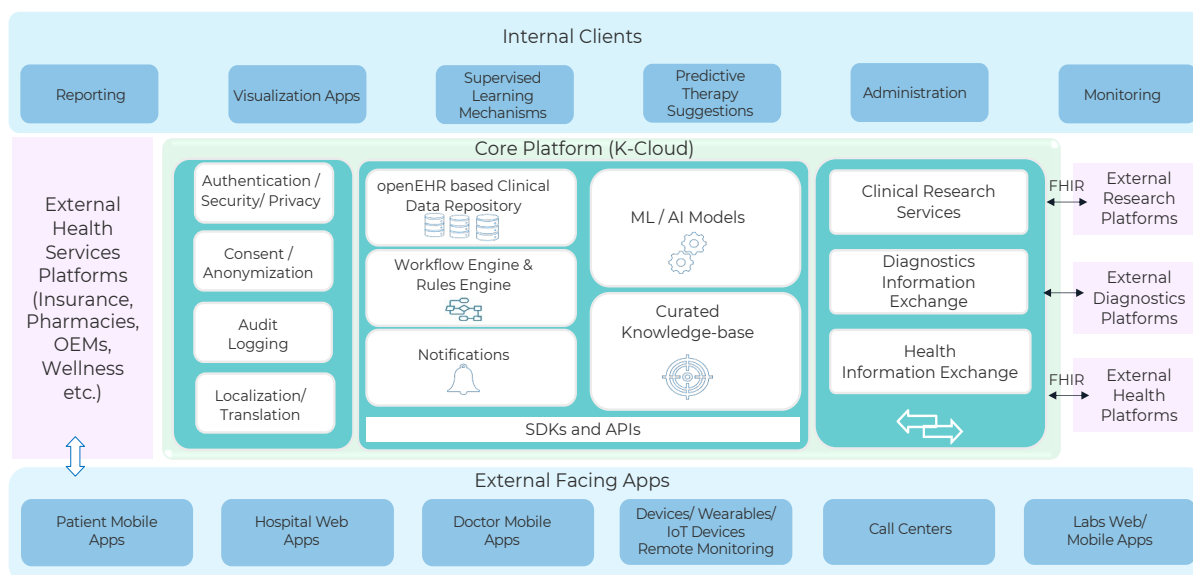 Internal Clients
Reporting
Visualization Apps
Supervised
Learning
Mechanisms
Predictive
Therapy
Suggestions
Administration
Monitoring
External
Health
Services
Platforms
(Insurance,
Pharmacies,
OEMs,
Wellness
etc.)
Core Platform (K-Cloud)
Authentication /
Security/ Privacy
Consent /
Anonymization
Audit
Logging
Localization/
Translation
openEHR based Clinical
Data Repository
Workflow Engine &
Rules Engine
Notifications
ML / AI Models
Curated
Knowledge-base
SDKs and APIs
Clinical Research
Services
Diagnostics
Information
Exchange
Health
Information Exchange
FHIR
External
Research
Platforms
External
Diagnostics
Platforms
FHIR
External
Health
Platforms
External Facing Apps
Patient Mobile
Apps
Hospital Web
Apps
Doctor Mobile
Apps
Devices/ Wearables/
IoT Devices
Remote Monitoring
Call Centers
Labs Web/
Mobile Apps